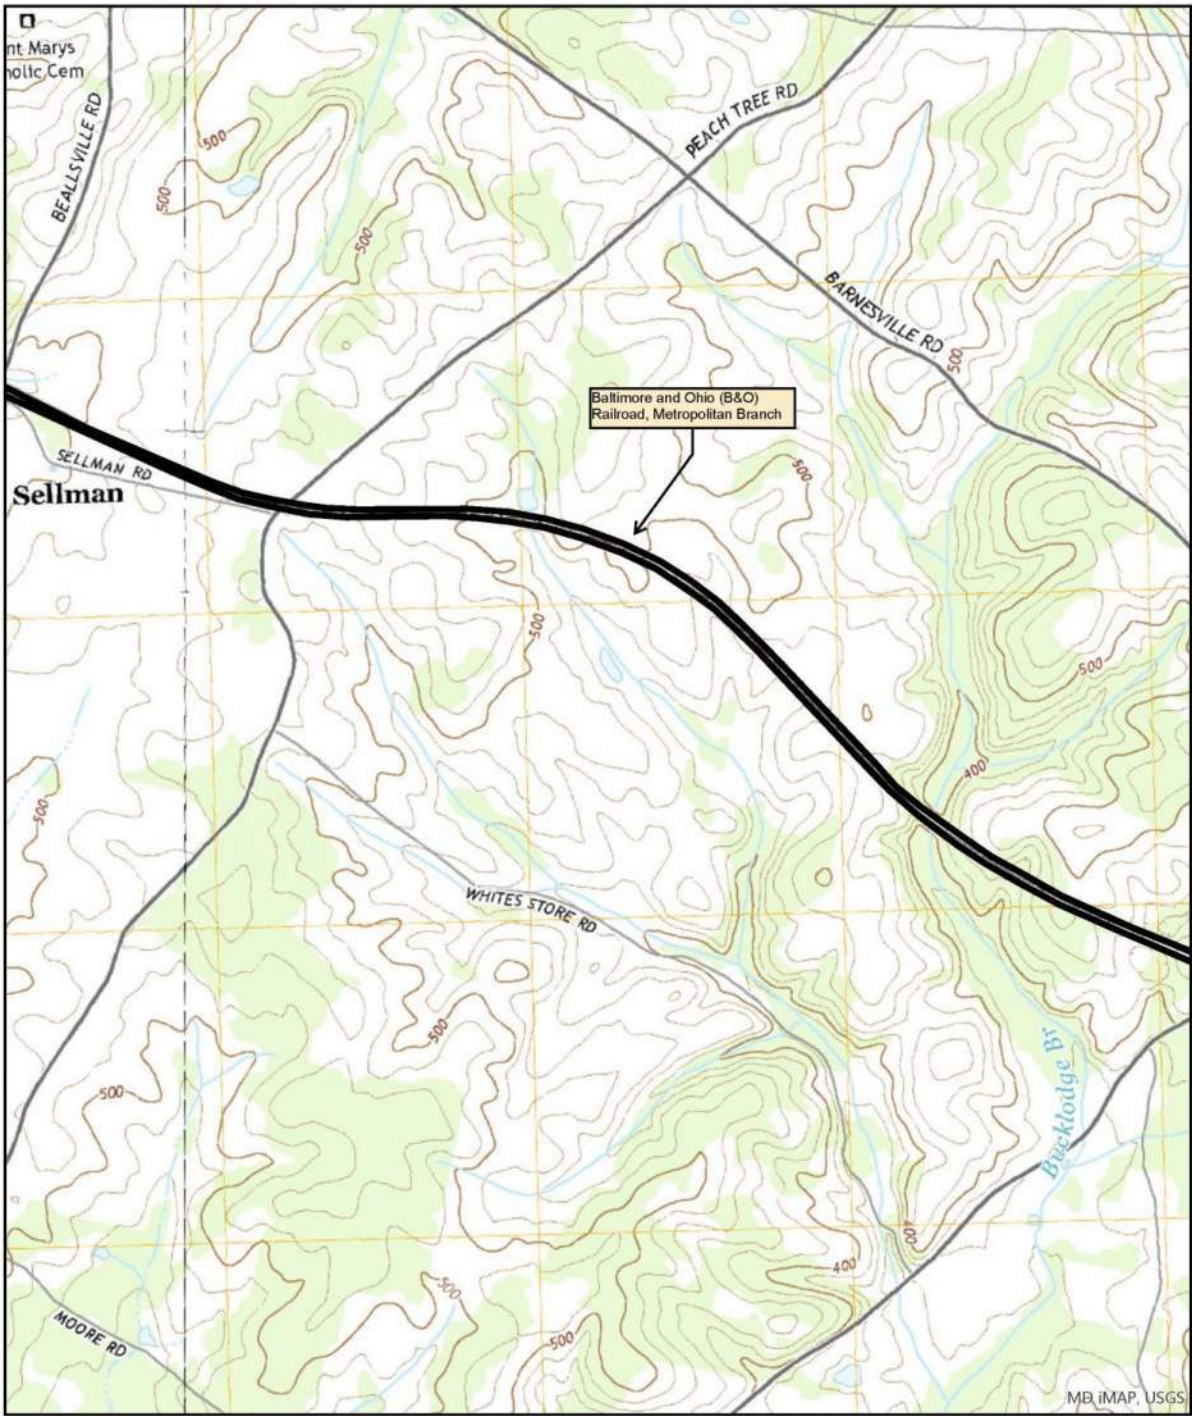 nt Marys
holic Cem
BEALLSVILLE RD
500
500
500
PEACH TREE RD
BARNESVILLE RD
500
Baltimore and Ohio (B&O)
Railroad, Metropolitan Branch
SELLMAN RD
Sellman
500
500
500
400
500
WHITES STORE RD
500
500
Bucklodge Br
400
400
500
500
MOORE RD
MD iMAP, USGS